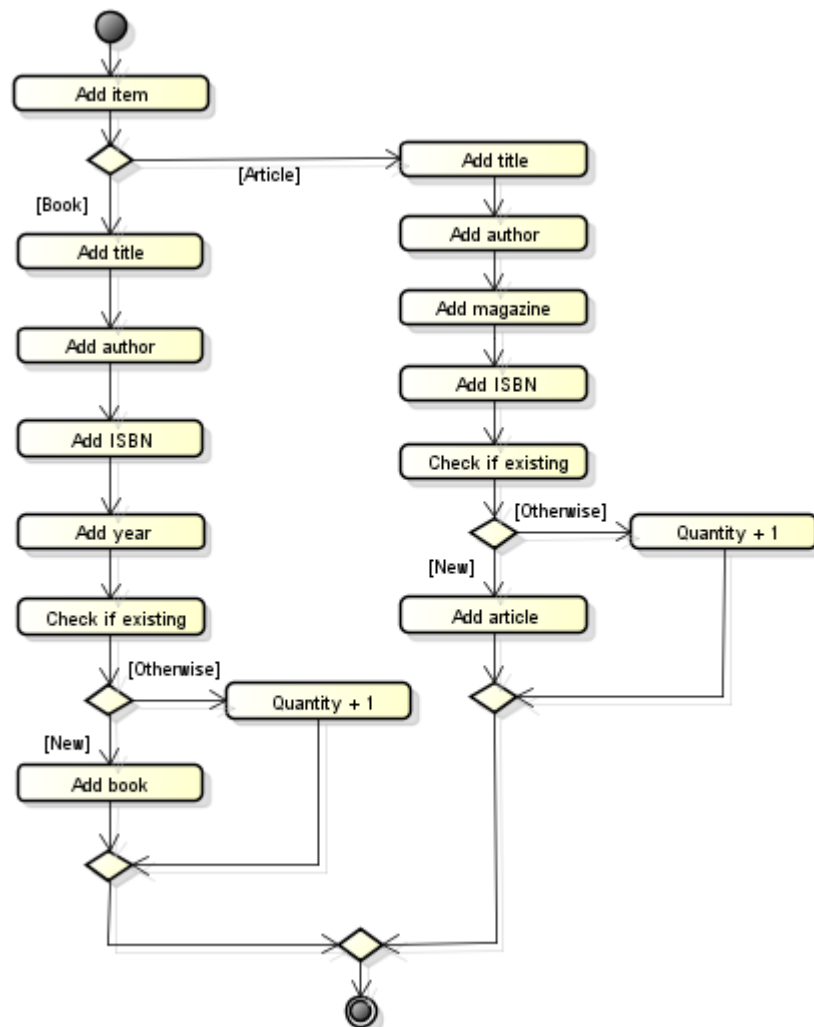 Add item
[Article]
[Book]
Add title
Add author
Add ISBN
Add year
Check if existing
[Otherwise]
Quantity + 1
[New]
Add book
Add title
Add author
Add magazine
Add ISBN
Check if existing
[Otherwise]
Quantity + 1
[New]
Add article